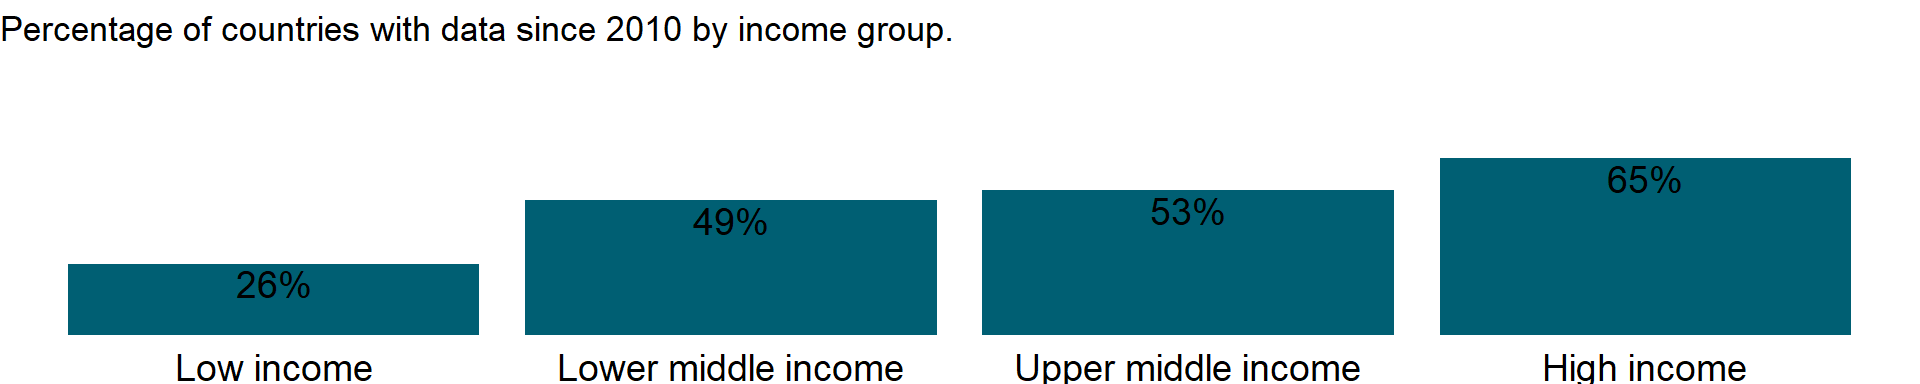 Percentage of countries with data since 2010 by income group.
65%
53%
49%
26%
Low income Lower middle income Upper middle income High income